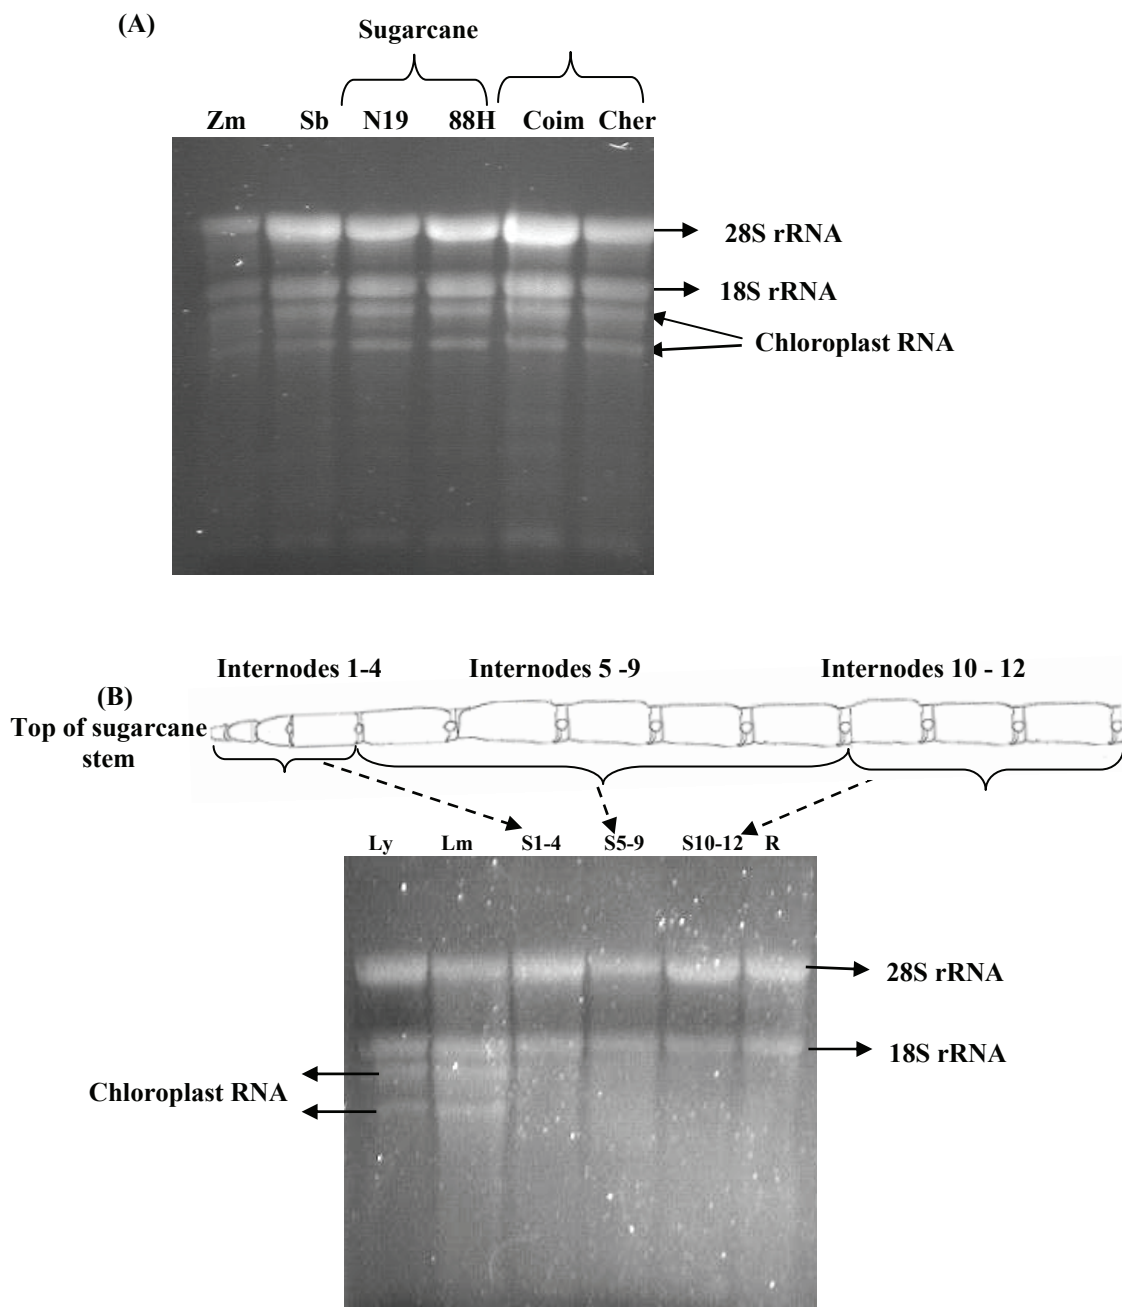 (A)
Sugarcane
Zm Sb N19 88H Coim Cher
28S rRNA
18S rRNA
Chloroplast RNA
Internodes 1-4 Internodes 5 -9 Internodes 10 - 12
(B)
Top of sugarcane
stem
Ly Lm S1-4 S5-9 S10-12 R
28S rRNA
18S rRNA
Chloroplast RNA